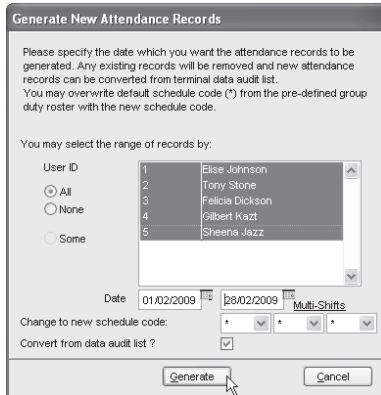 Generate New Attendance Records
Please specify the date which you want the attendance records to be
generated. Any existing records will be removed and new attendance
records can be converted from terminal data audit list.
You may overwrite default schedule code (*) from the pre-defined group
duty roster with the new schedule code.
You may select the range of records by:
User ID
All
None
Some
1 Elise Johnson
2 Tony Stone
3 Felicia Dickson
4 Gilbert Kazt
5 Sheena Jazz
Date 01/02/2009 28/02/2009 Multi-Shifts
Change to new schedule code: * * *
Convert from data audit list ?
Generate Cancel